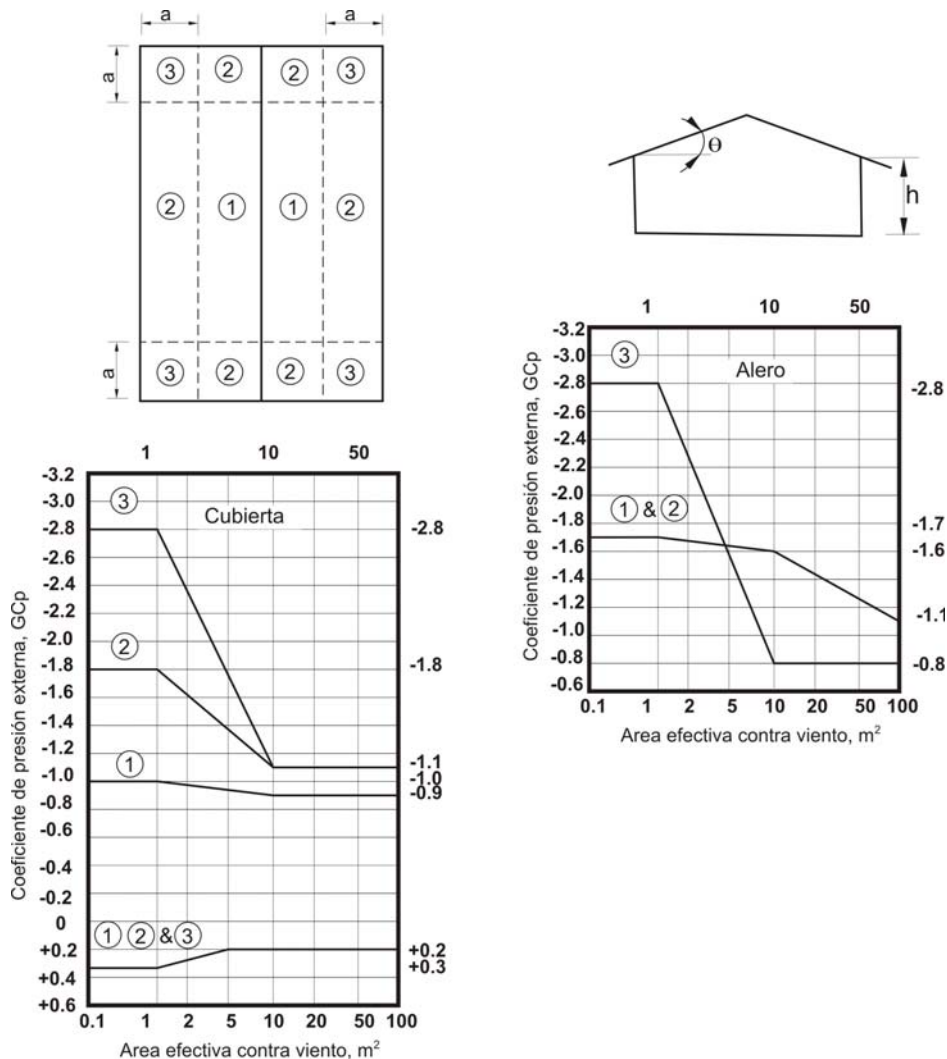 a a
a
3 2 2 3
2 1 1 2
a
3 2 2 3
θ
h
1 10 50
-3.2
-3.0
-2.8
-2.6
-2.4
-2.2
-2.0
-1.8
-1.6
-1.4
-1.2
-1.0
-0.8
-0.6
-0.4
-0.2
0
+0.2
+0.4
+0.6
Coeficiente de presión externa, GCp
3
Cubierta
2
1
1 2 & 3
-2.8
-1.8
-1.1
-1.0
-0.9
+0.2
+0.3
0.1 1 2 5 10 20 50 100
Area efectiva contra viento, m²
1 10 50
-3.2
-3.0
-2.8
-2.6
-2.4
-2.2
-2.0
-1.8
-1.6
-1.4
-1.2
-1.0
-0.8
-0.6
Coeficiente de presión externa, GCp
3
Alero
1 & 2
-2.8
-1.7
-1.6
-1.1
-0.8
0.1 1 2 5 10 20 50 100
Area efectiva contra viento, m²